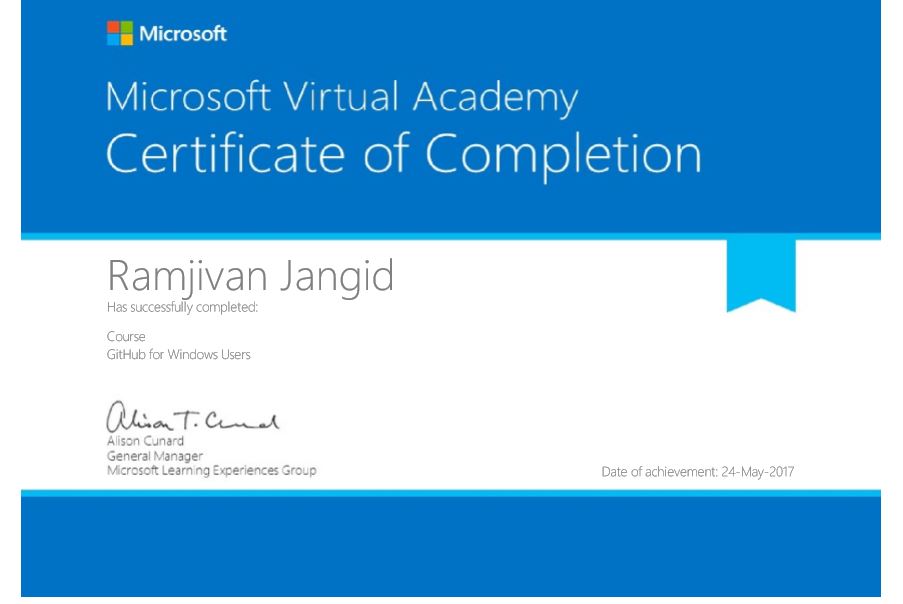 Microsoft
Microsoft Virtual Academy
Certificate of Completion
Ramjivan Jangid
Has successfully completed:
Course
GitHub for Windows Users
Alison T. Cunard
Alison Cunard
General Manager
Microsoft Learning Experiences Group
Date of achievement: 24-May-2017